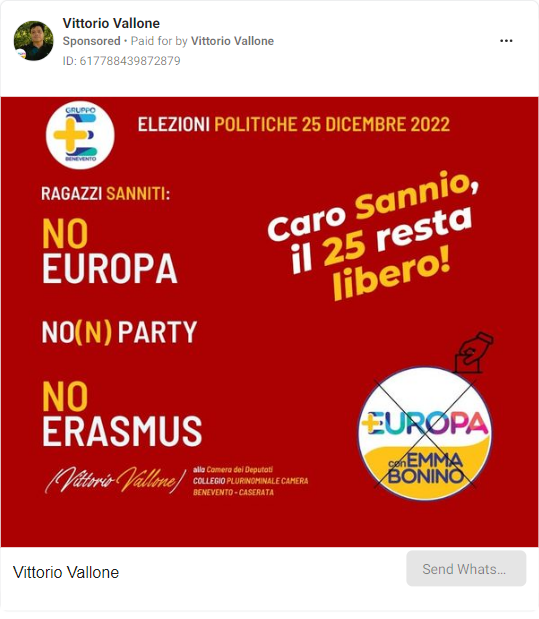 Vittorio Vallone
Sponsored • Paid for by Vittorio Vallone
ID: 617788439872879
GRUPPO
+E
BENEVENTO
ELEZIONI POLITICHE 25 DICEMBRE 2022
RAGAZZI SANNITI:
NO
EUROPA
NO(N) PARTY
NO
ERASMUS
(Vittorio Vallone)
alla Camera dei Deputati
COLLEGIO PLURINOMINALE CAMERA
BENEVENTO - CASERATA
Caro Sannio,
il 25 resta
libero!
+EUROPA
con EMMA
BONINO
Vittorio Vallone
Send Whats...